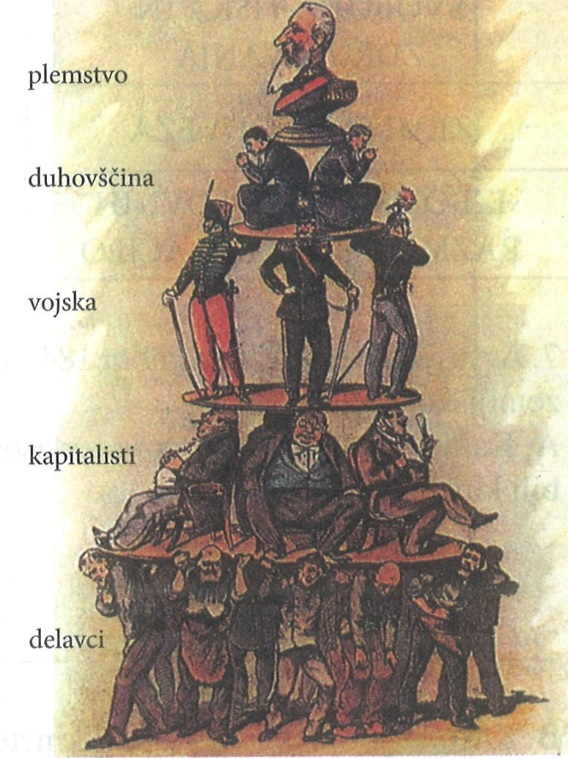 plemstvo
duhovščina
vojska
kapitalisti
delavci